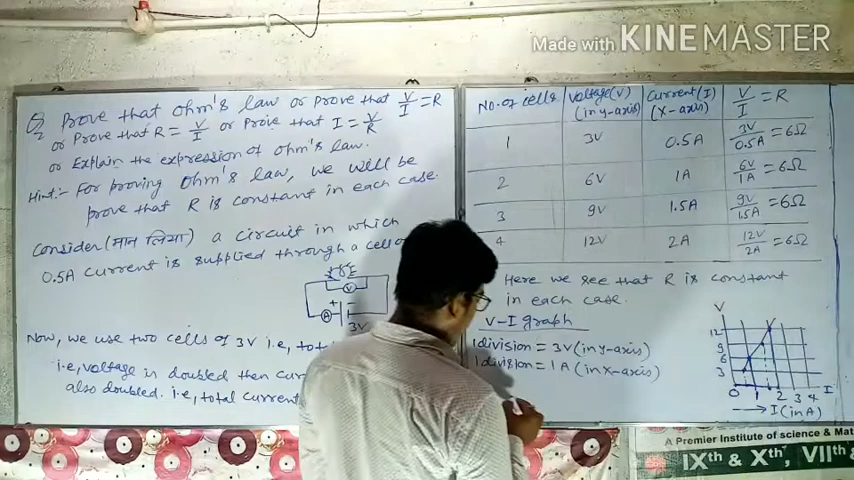 Made with KINEMASTER
Q2 Prove that ohm's law or prove that V/I = R
or Prove that R = V/I or prove that I = V/R
or Explain the expression of ohm's law.
Hint:- For proving ohm's law, we will be
prove that R is constant in each case.
Consider (मान लिया) a circuit in which
0.5A current is supplied through a cell of
V
A
+
3V
Now, we use two cells of 3V i.e, tot
i.e, voltage in doubled then cur
also doubled. i.e, total current
No. of cells Voltage(V) (in y-axis) Current(I) (X-axis) V/I = R
1 3V 0.5A 3V/0.5A = 6Ω
2 6V 1A 6V/1A = 6Ω
3 9V 1.5A 9V/1.5A = 6Ω
4 12V 2A 12V/2A = 6Ω
Here we see that R is constant
in each case.
V-I graph
1 division = 3V (in y-axis)
1 division = 1A (in x-axis)
V
12
9
6
3
0 1 2 3 4 I
→ I (in A)
A Premier Institute of Science & Ma
IXth & Xth, VIIth &